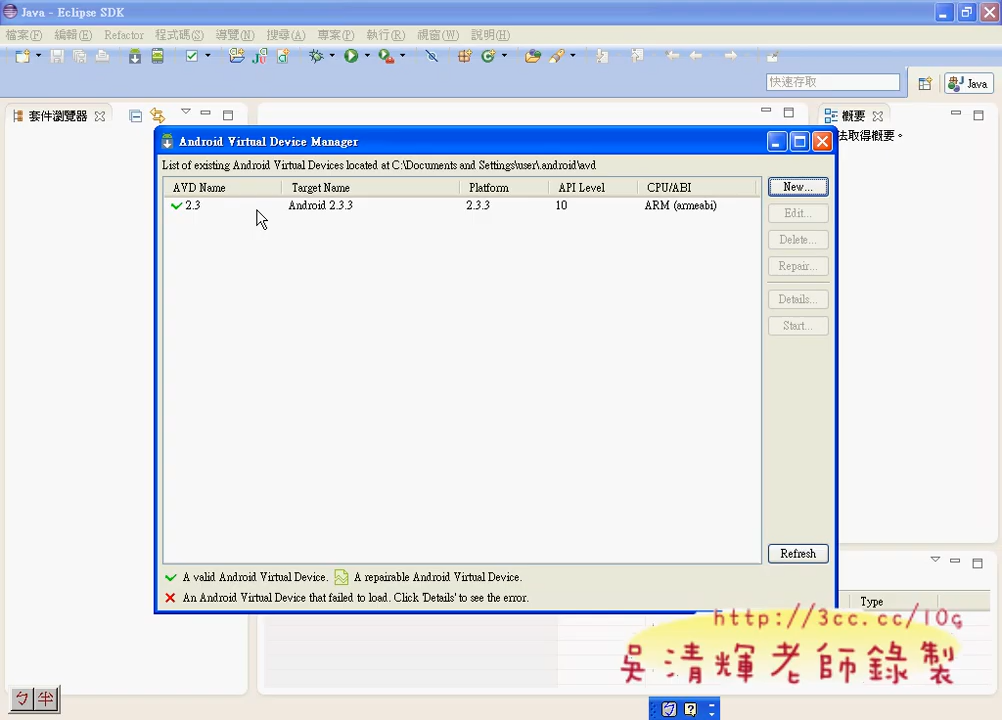 Java - Eclipse SDK
檔案(F) 編輯(E) Refactor 程式碼(S) 導覽(N) 搜尋(A) 專案(P) 執行(R) 視窗(W) 說明(H)
快速存取
Java
套件瀏覽器
概要
法取得概要。
Android Virtual Device Manager
List of existing Android Virtual Devices located at C:\Documents and Settings\user\.android\avd
AVD Name Target Name Platform API Level CPU/ABI
2.3 Android 2.3.3 2.3.3 10 ARM (armeabi)
New...
Edit...
Delete...
Repair...
Details...
Start...
Refresh
A valid Android Virtual Device. A repairable Android Virtual Device.
An Android Virtual Device that failed to load. Click 'Details' to see the error.
Type
http://3cc.cc/10g
吳清輝老師錄製
ㄅ 半